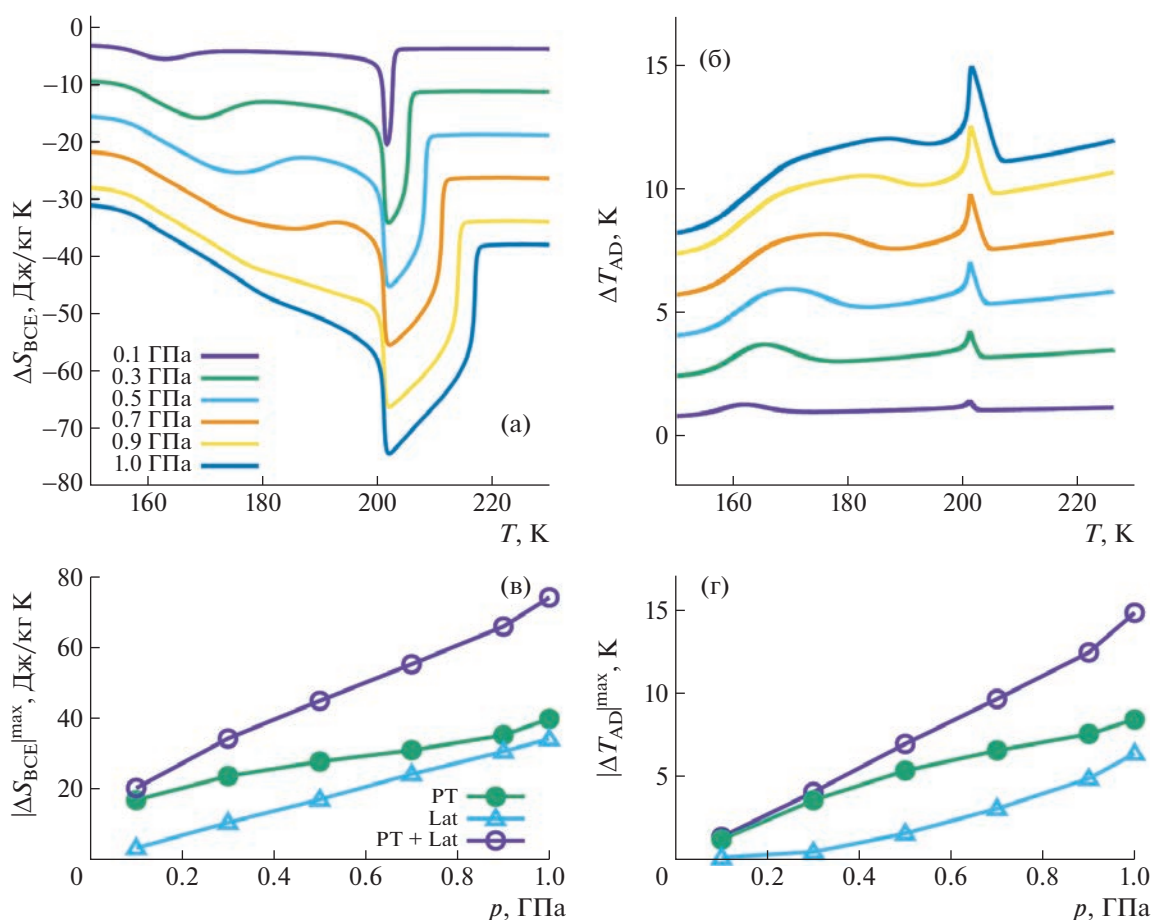 (а)
ΔS_BCE, Дж/кг К
0
–10
–20
–30
–40
–50
–60
–70
–80
0.1 ГПа
0.3 ГПа
0.5 ГПа
0.7 ГПа
0.9 ГПа
1.0 ГПа
160
180
200
220
T, К
(б)
ΔT_AD, К
15
10
5
0
160
180
200
220
T, К
(в)
|ΔS_BCE|^max, Дж/кг К
80
60
40
20
0
PT
Lat
PT + Lat
0.2
0.4
0.6
0.8
1.0
p, ГПа
(г)
|ΔT_AD|^max, К
15
10
5
0
0.2
0.4
0.6
0.8
1.0
p, ГПа